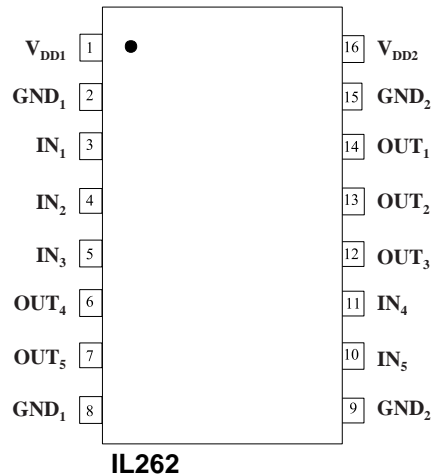 V_DD1 1 16 V_DD2
GND_1 2 15 GND_2
IN_1 3 14 OUT_1
IN_2 4 13 OUT_2
IN_3 5 12 OUT_3
OUT_4 6 11 IN_4
OUT_5 7 10 IN_5
GND_1 8 9 GND_2
IL262